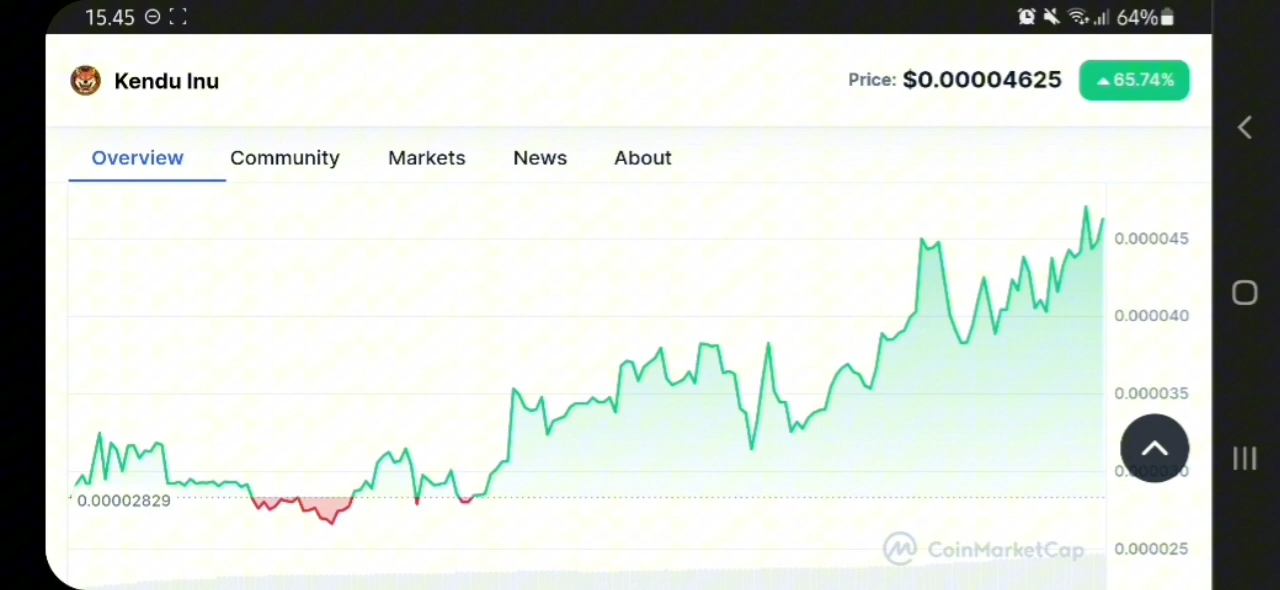 15.45 64%
Kendu Inu Price: $0.00004625 65.74%
Overview Community Markets News About
0.000045
0.000040
0.000035
0.00002829
CoinMarketCap
0.000025